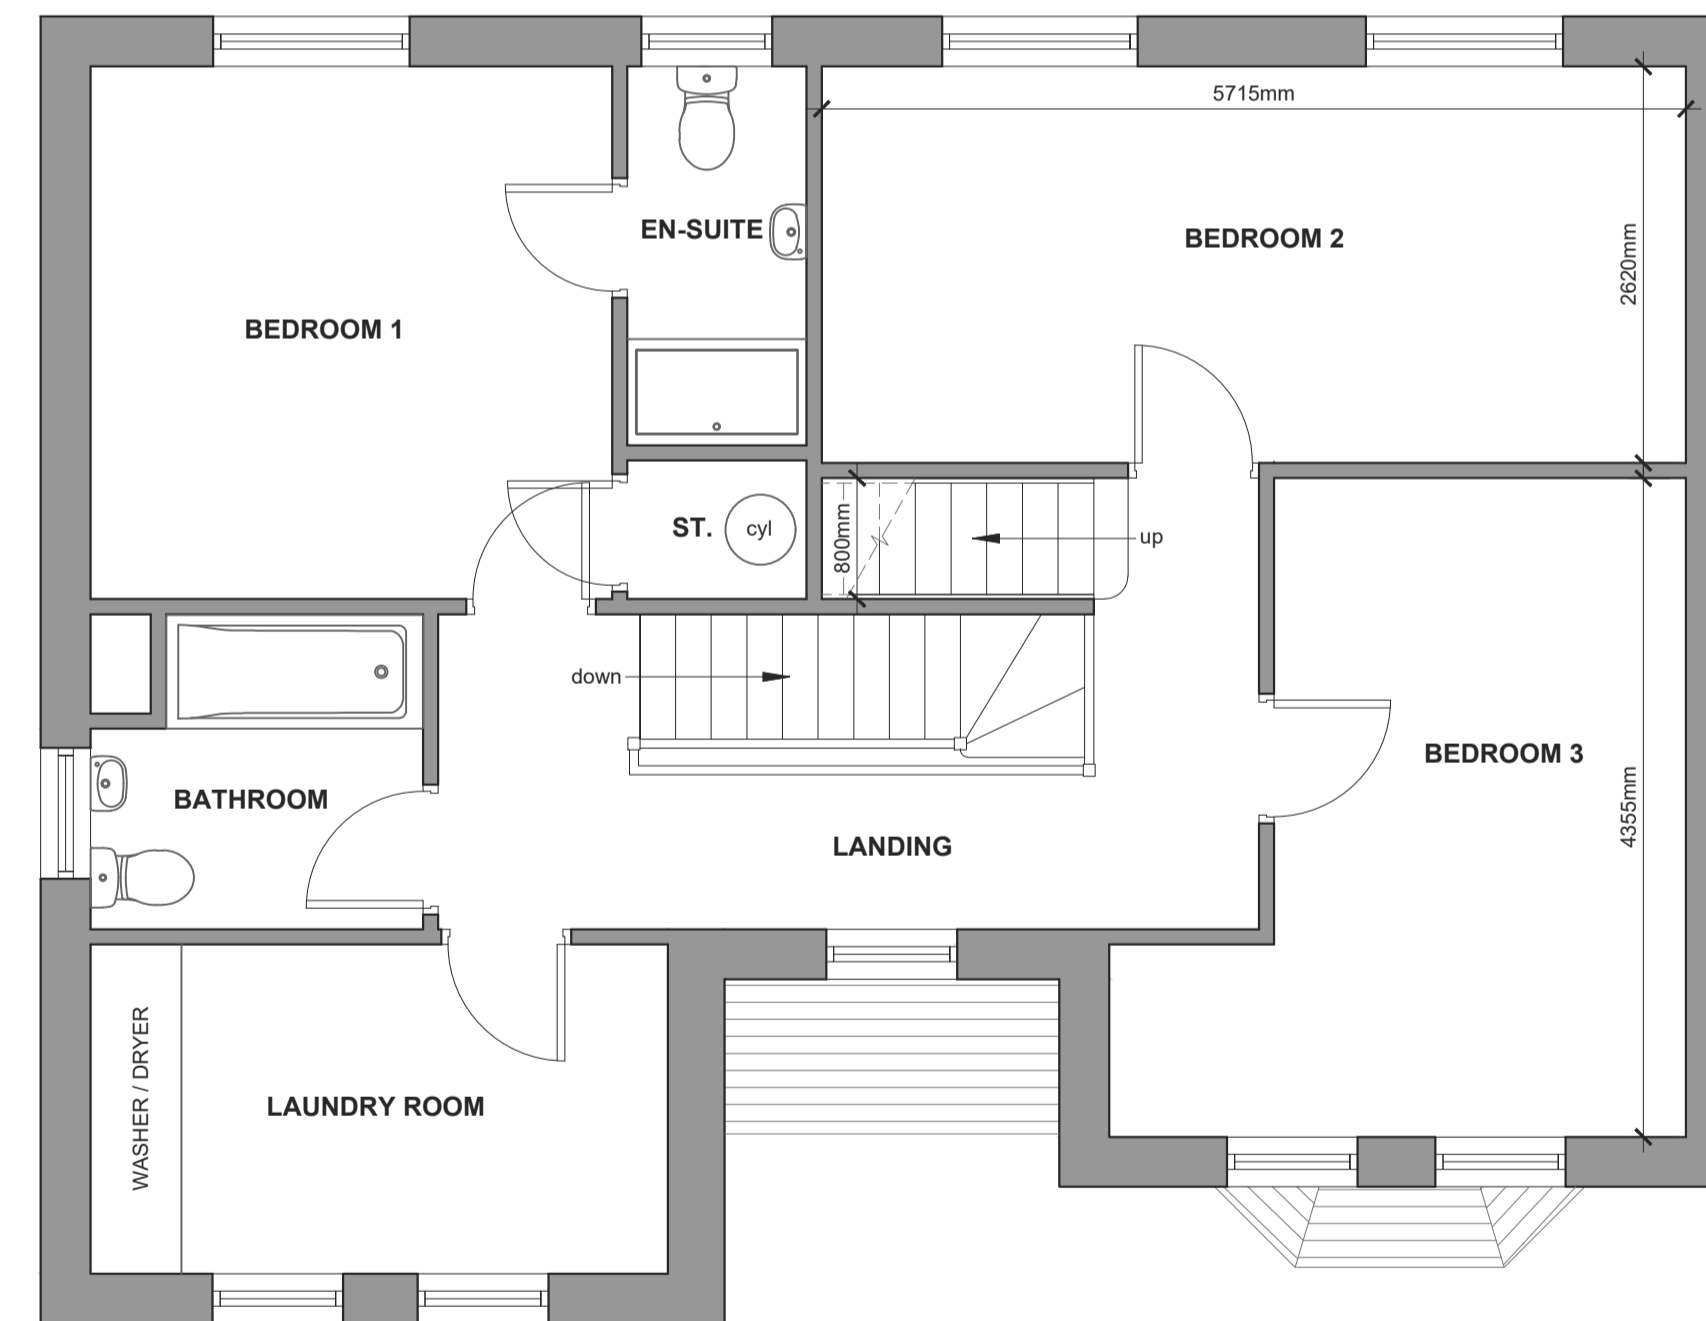 5715mm
EN-SUITE
BEDROOM 2
2620mm
BEDROOM 1
ST.
cyl
800mm
up
down
BEDROOM 3
BATHROOM
4355mm
LANDING
WASHER / DRYER
LAUNDRY ROOM